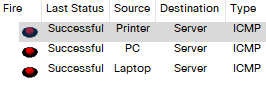 Fire Last Status Source Destination Type
Successful Printer Server ICMP
Successful PC Server ICMP
Successful Laptop Server ICMP